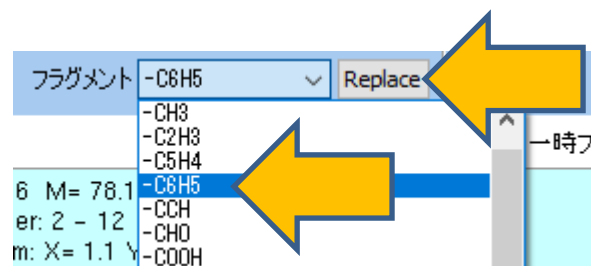 フラグメント -C6H5 Replace
-CH3
-C2H3
-C5H4
-C6H5
-CCH
-CHO
-COOH
一時フ
6 M= 78.1
er: 2 - 12
m: X= 1.1 Y